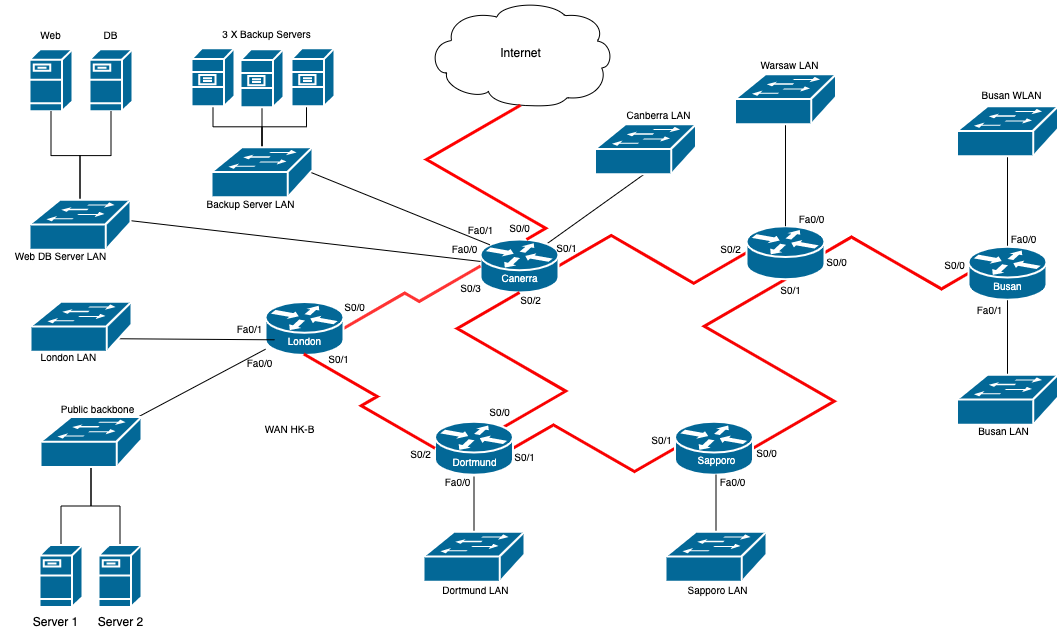 Web
DB
3 X Backup Servers
Internet
Warsaw LAN
Busan WLAN
Canberra LAN
Backup Server LAN
Web DB Server LAN
Fa0/1
S0/0
Fa0/0
S0/1
Canerra
S0/3
S0/2
Fa0/0
S0/2
S0/0
S0/1
Fa0/0
S0/0
Busan
Fa0/1
London LAN
Fa0/1
S0/0
London
S0/1
Fa0/0
Public backbone
WAN HK-B
S0/0
S0/2
Dortmund
S0/1
Fa0/0
S0/1
Sapporo
S0/0
Fa0/0
Busan LAN
Dortmund LAN
Sapporo LAN
Server 1
Server 2